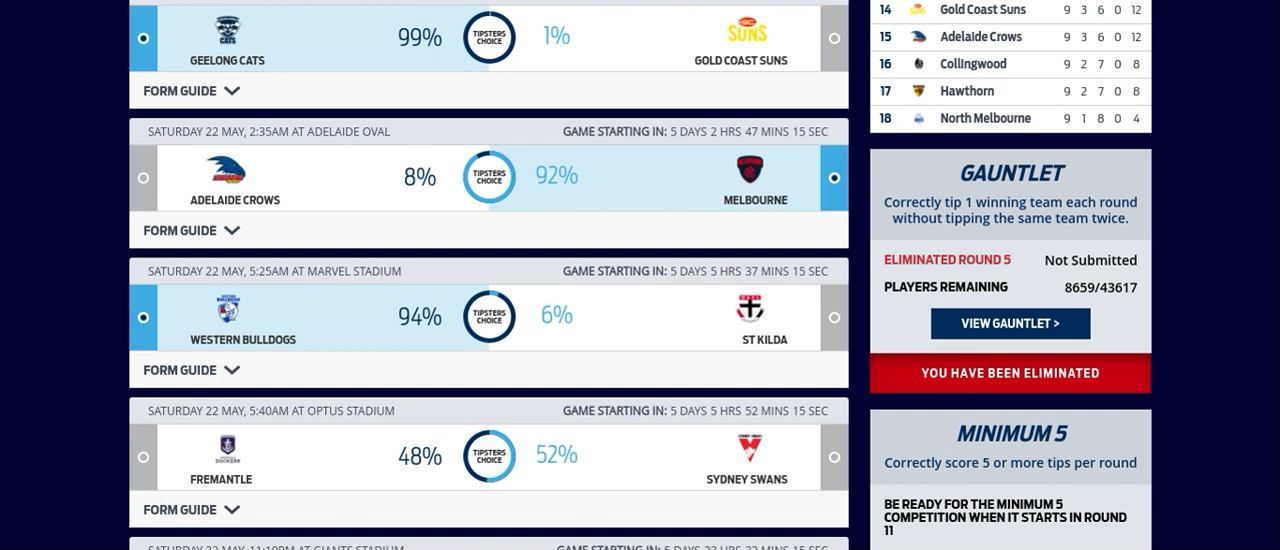 99%
TIPSTERS
CHOICE
1%
GEELONG CATS
GOLD COAST SUNS
FORM GUIDE
SATURDAY 22 MAY, 2:35AM AT ADELAIDE OVAL
GAME STARTING IN: 5 DAYS 2 HRS 47 MINS 15 SEC
8%
TIPSTERS
CHOICE
92%
ADELAIDE CROWS
MELBOURNE
FORM GUIDE
SATURDAY 22 MAY, 5:25AM AT MARVEL STADIUM
GAME STARTING IN: 5 DAYS 5 HRS 37 MINS 15 SEC
94%
TIPSTERS
CHOICE
6%
WESTERN BULLDOGS
ST KILDA
FORM GUIDE
SATURDAY 22 MAY, 5:40AM AT OPTUS STADIUM
GAME STARTING IN: 5 DAYS 5 HRS 52 MINS 15 SEC
48%
TIPSTERS
CHOICE
52%
FREMANTLE
SYDNEY SWANS
FORM GUIDE
SATURDAY 22 MAY, 11:10PM AT GIANTS STADIUM
14 Gold Coast Suns 9 3 6 0 12
15 Adelaide Crows 9 3 6 0 12
16 Collingwood 9 2 7 0 8
17 Hawthorn 9 2 7 0 8
18 North Melbourne 9 1 8 0 4
GAUNTLET
Correctly tip 1 winning team each round
without tipping the same team twice.
ELIMINATED ROUND 5 Not Submitted
PLAYERS REMAINING 8659/43617
VIEW GAUNTLET >
YOU HAVE BEEN ELIMINATED
MINIMUM 5
Correctly score 5 or more tips per round
BE READY FOR THE MINIMUM 5
COMPETITION WHEN IT STARTS IN ROUND
11